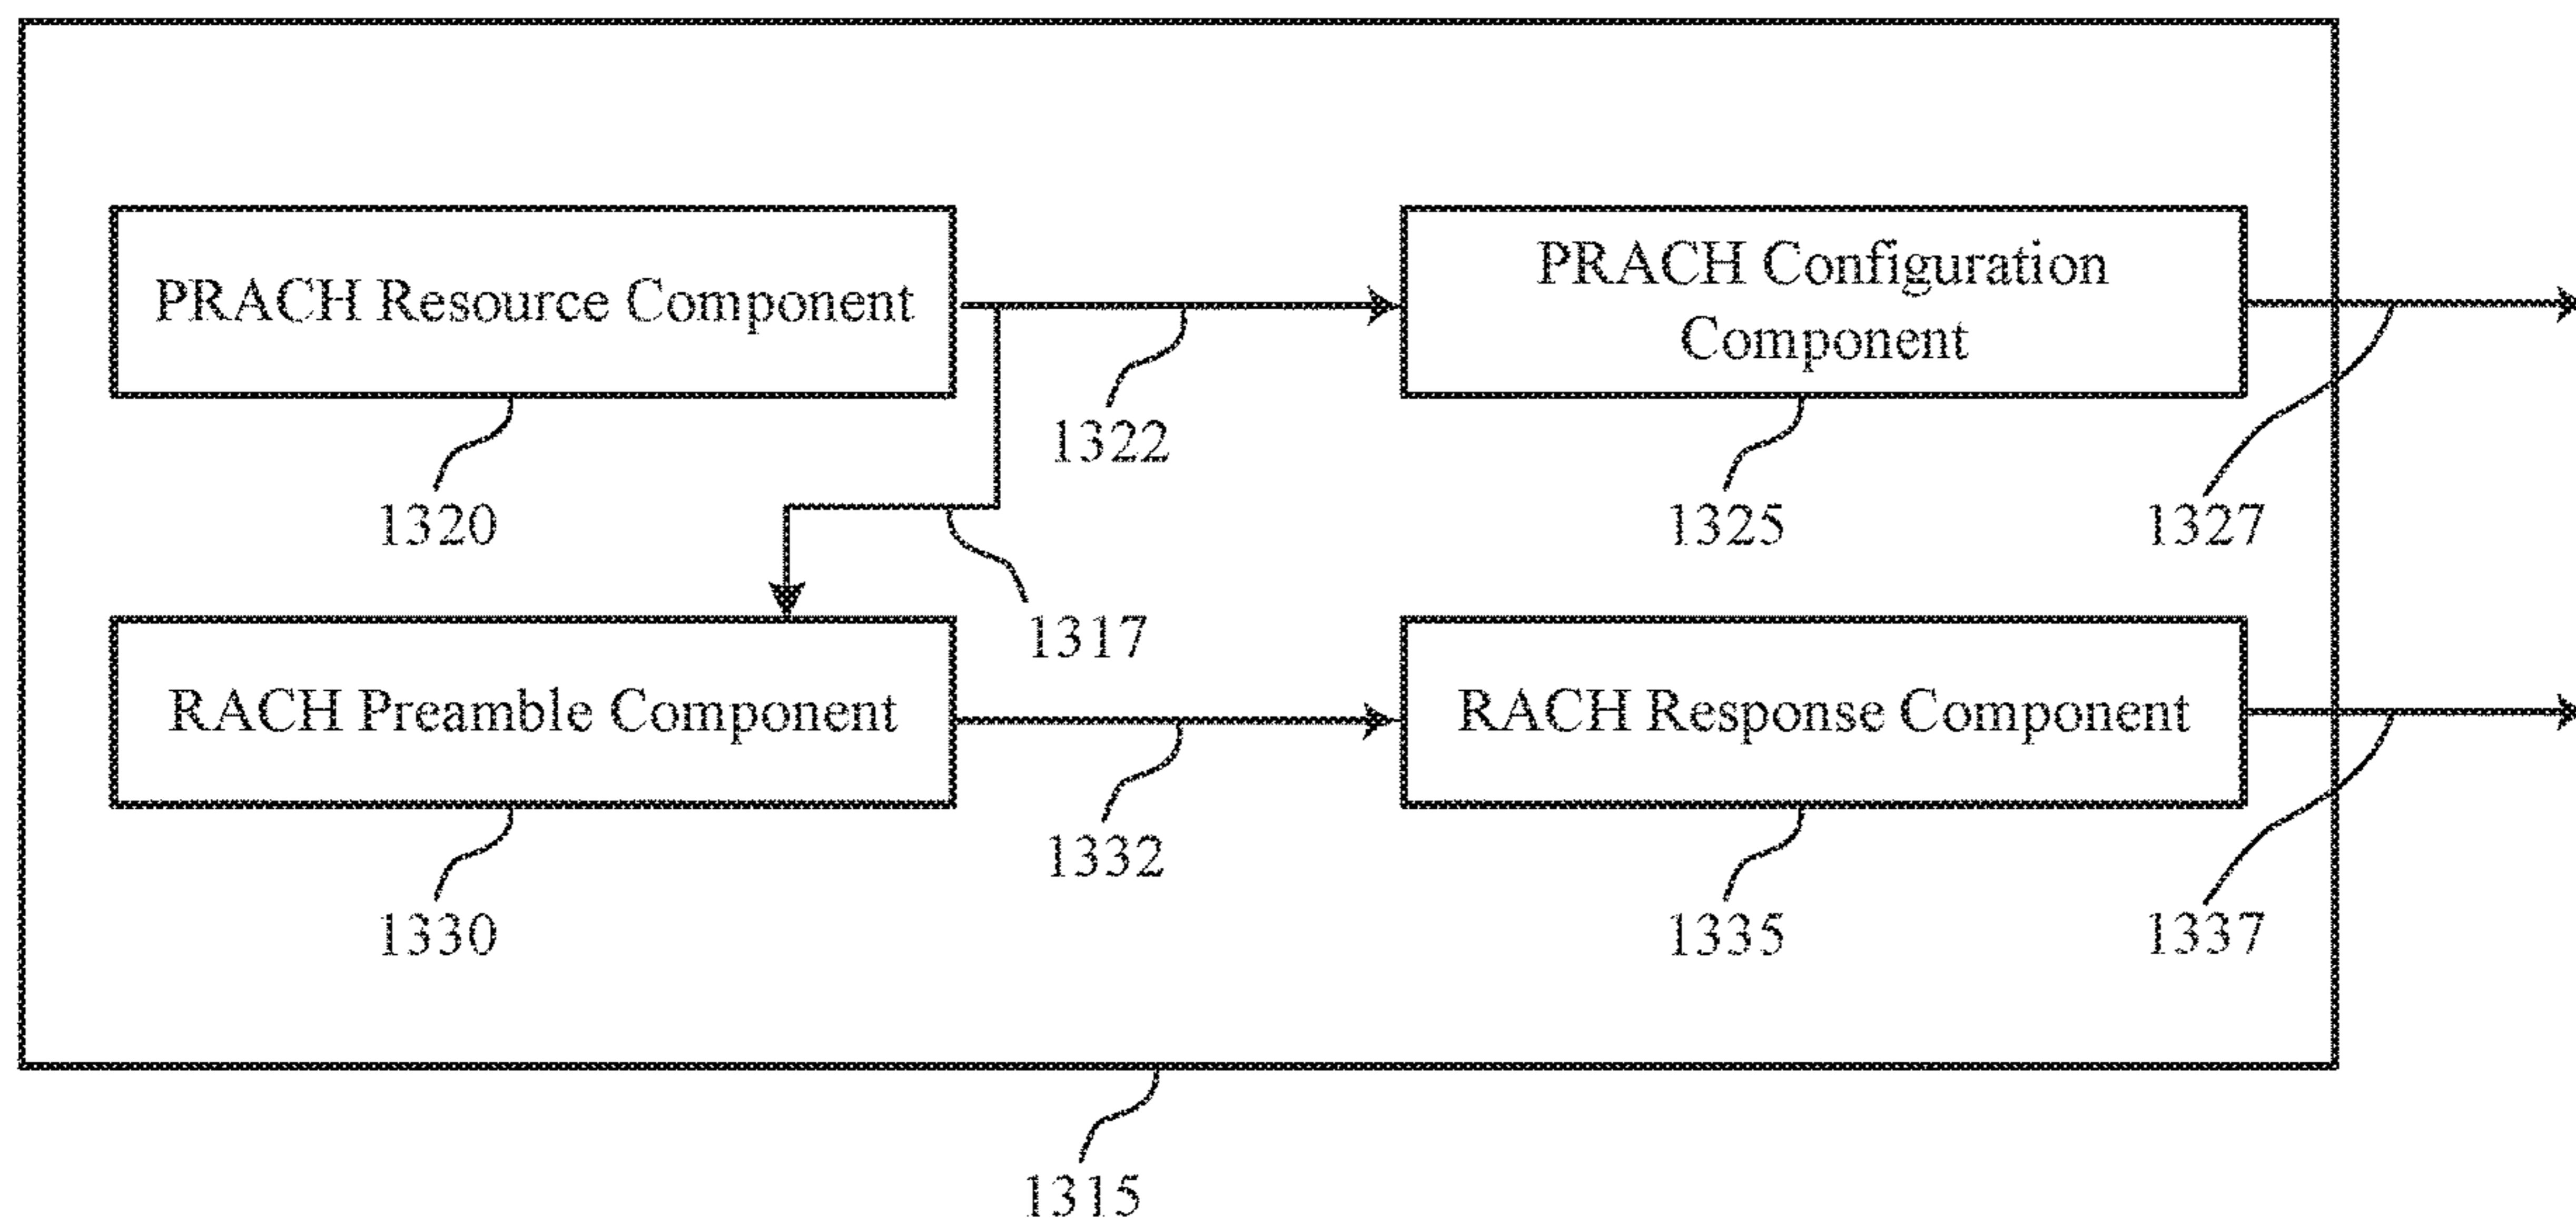 PRACH Resource Component
PRACH Configuration
Component
1322
1320
1325
1327
1317
RACH Preamble Component
RACH Response Component
1332
1330
1335
1337
1315